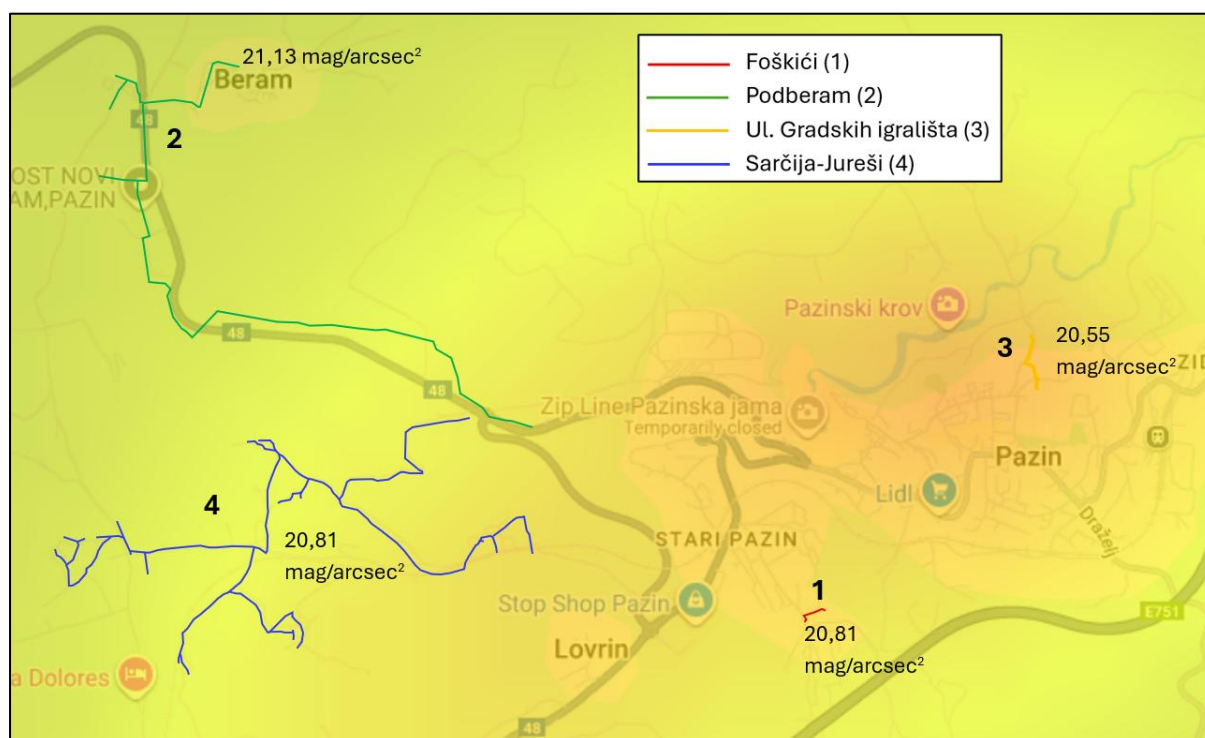 21,13 mag/arcsec²
Beram
48
2
OST NOVI
AM,PAZIN
Foškići (1)
Podberam (2)
Ul. Gradskih igrališta (3)
Sarčija-Jureši (4)
Pazinski krov
48
3
20,55
mag/arcsec²
ZID
48
Zip Line Pazinska jama
Temporarily closed
Pazin
Lidl
4
20,81
mag/arcsec²
STARI PAZIN
Draželj
Stop Shop Pazin
1
20,81
mag/arcsec²
E751
Lovrin
a Dolores
48